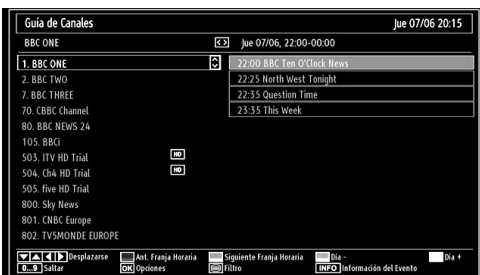 Guía de Canales Jue 07/06 20:15
BBC ONE Jue 07/06, 22:00-00:00
1. BBC ONE 22:00 BBC Ten O'Clock News
2. BBC TWO 22:25 North West Tonight
7. BBC THREE 22:35 Question Time
70. CBBC Channel 23:35 This Week
80. BBC NEWS 24
105. BBCi
503. ITV HD Trial HD
504. Ch4 HD Trial HD
505. five HD Trial
800. Sky News
801. CNBC Europe
802. TV5MONDE EUROPE
Desplazarse Ant. Franja Horaria Siguiente Franja Horaria Día - Día +
0...9 Saltar OK Opciones Filtro INFO Información del Evento